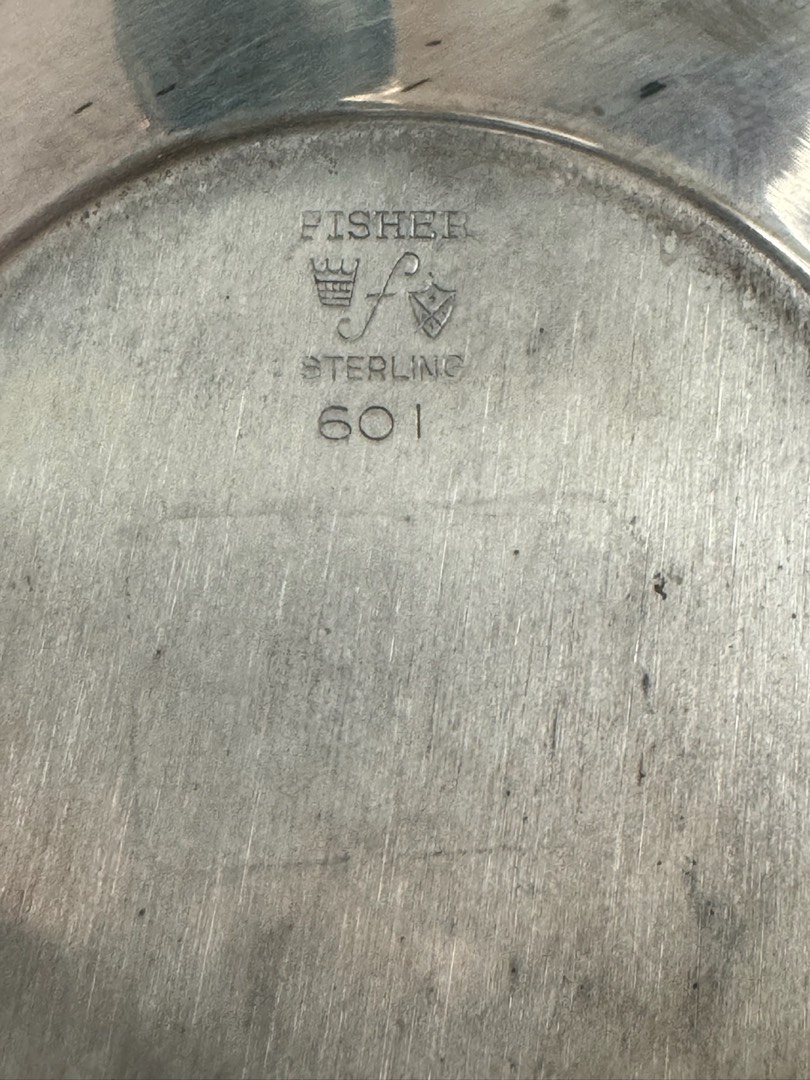 FISHER
f
STERLING
601